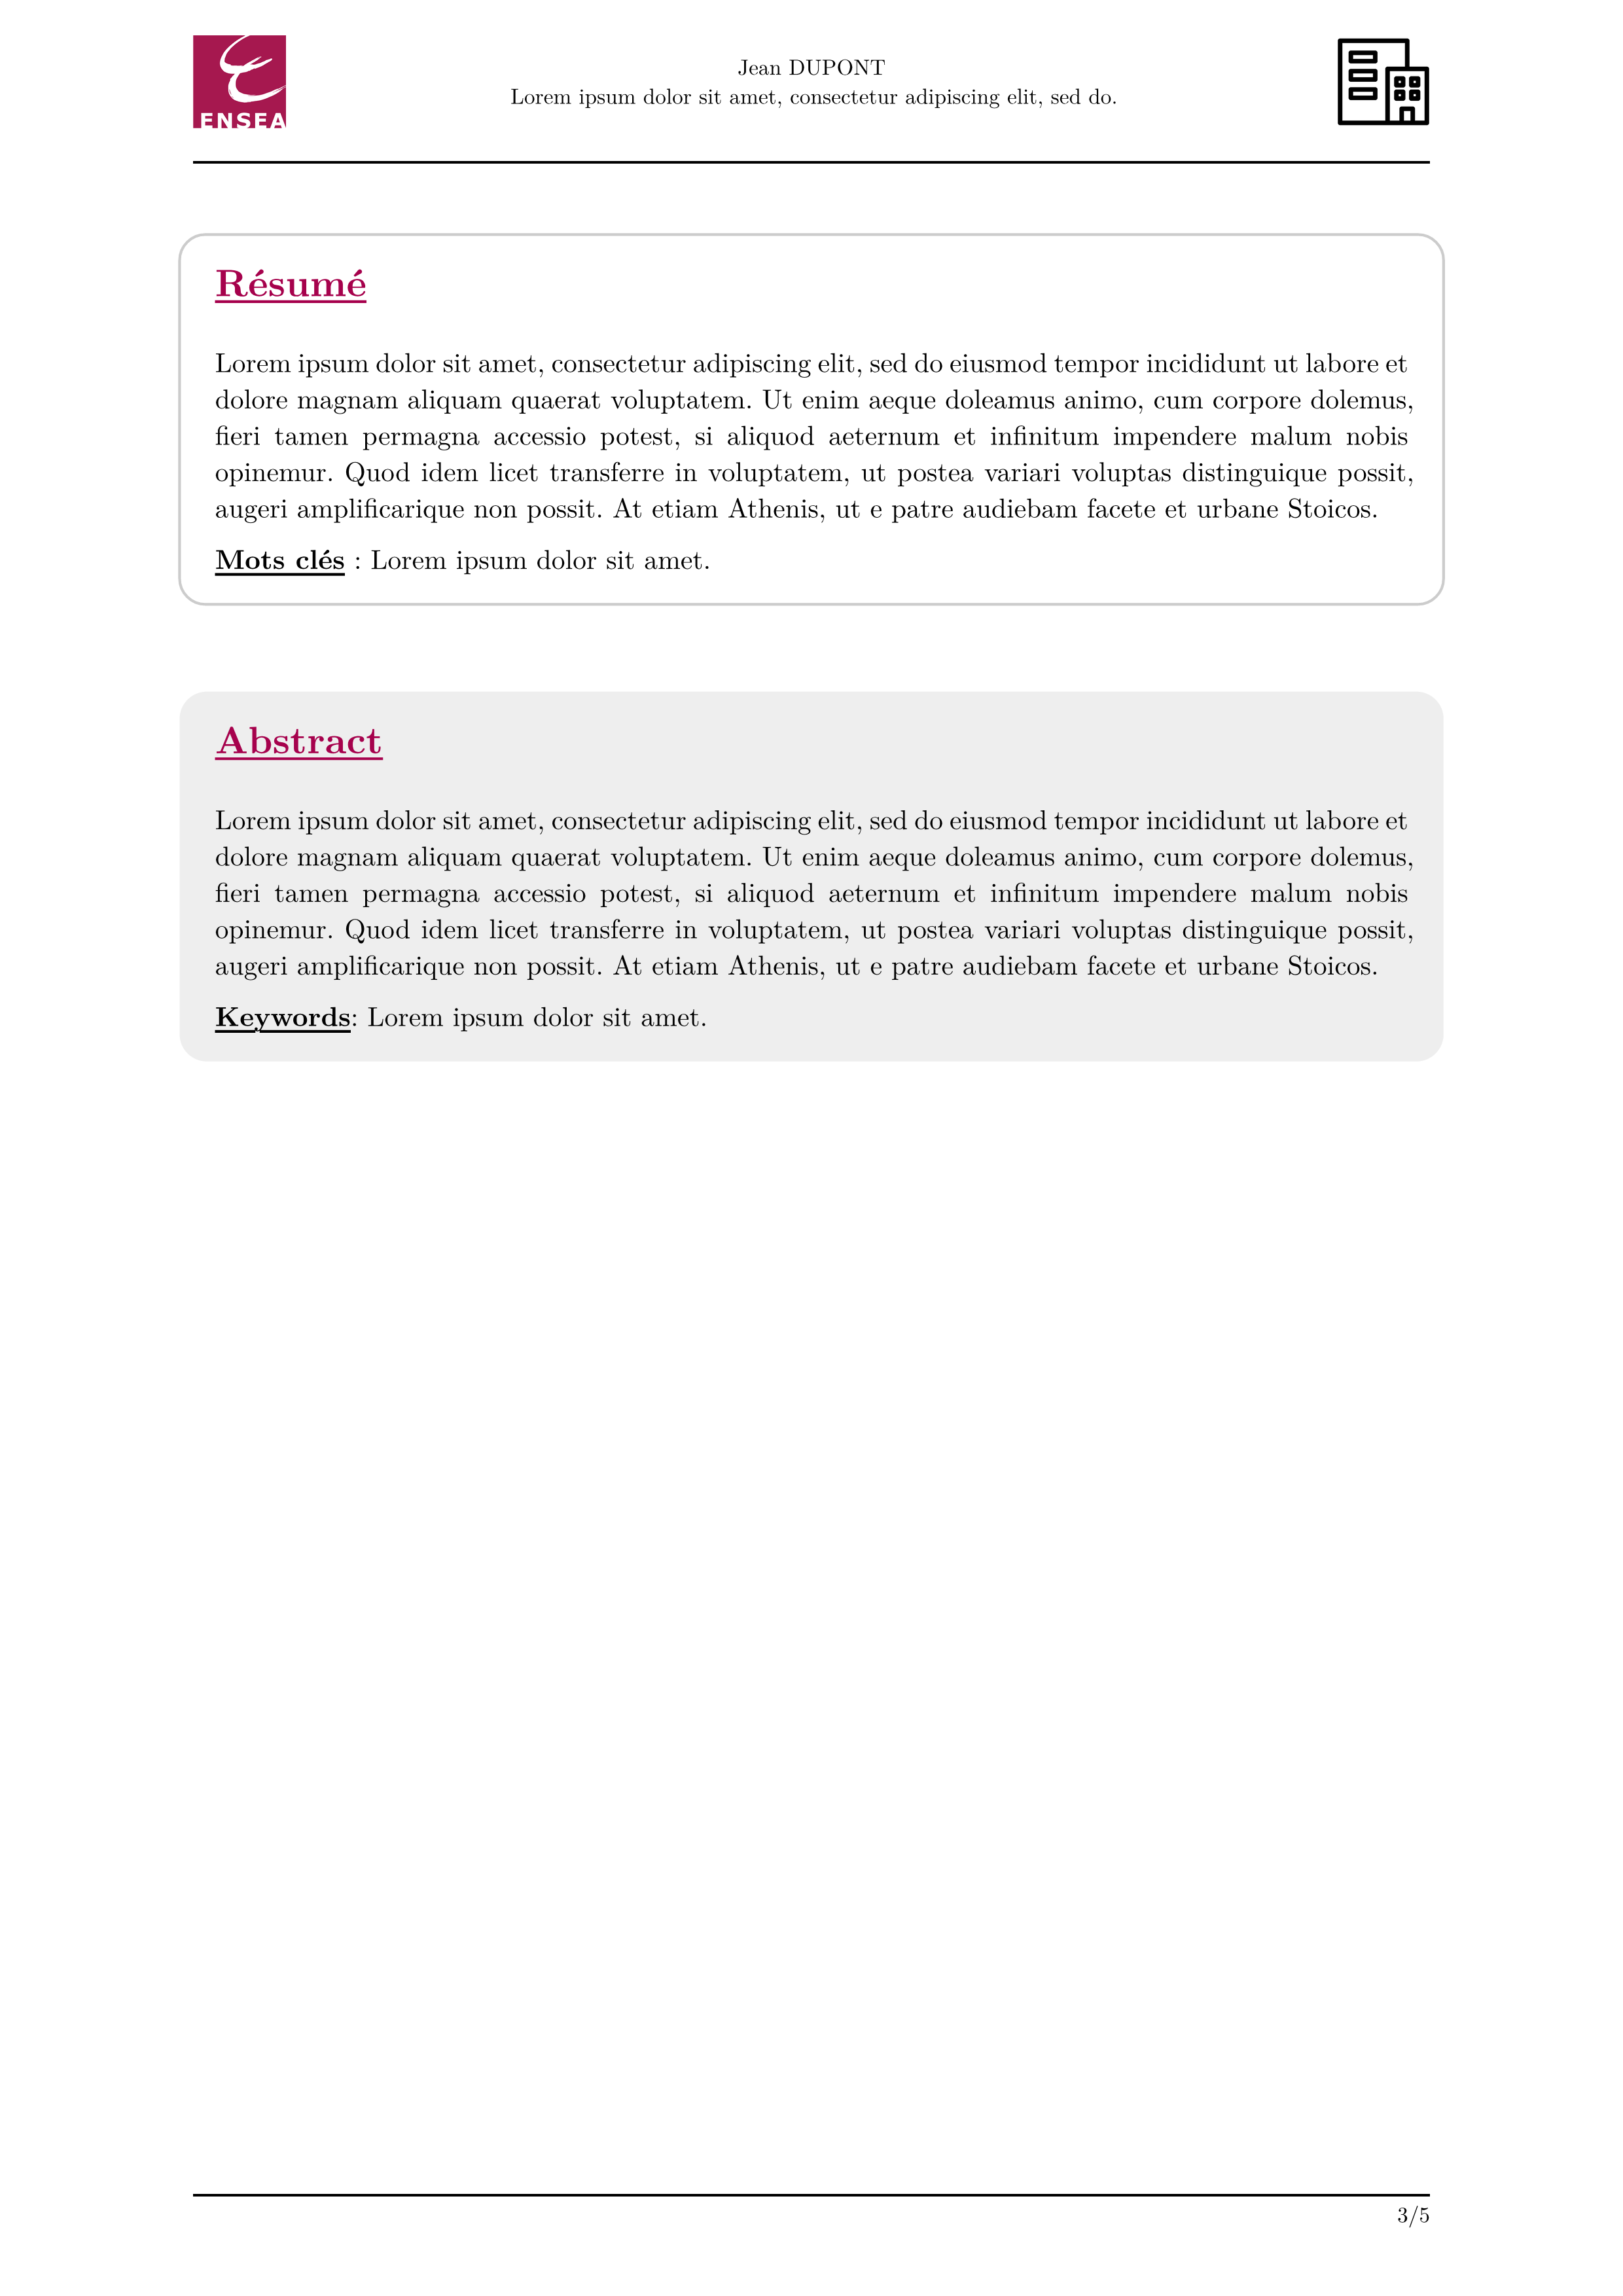 ENSEA
Jean DUPONT
Lorem ipsum dolor sit amet, consectetur adipiscing elit, sed do.
Résumé
Lorem ipsum dolor sit amet, consectetur adipiscing elit, sed do eiusmod tempor incididunt ut labore et
dolore magnam aliquam quaerat voluptatem. Ut enim aeque doleamus animo, cum corpore dolemus,
fieri tamen permagna accessio potest, si aliquod aeternum et infinitum impendere malum nobis
opinemur. Quod idem licet transferre in voluptatem, ut postea variari voluptas distinguique possit,
augeri amplificarique non possit. At etiam Athenis, ut e patre audiebam facete et urbane Stoicos.
Mots clés : Lorem ipsum dolor sit amet.
Abstract
Lorem ipsum dolor sit amet, consectetur adipiscing elit, sed do eiusmod tempor incididunt ut labore et
dolore magnam aliquam quaerat voluptatem. Ut enim aeque doleamus animo, cum corpore dolemus,
fieri tamen permagna accessio potest, si aliquod aeternum et infinitum impendere malum nobis
opinemur. Quod idem licet transferre in voluptatem, ut postea variari voluptas distinguique possit,
augeri amplificarique non possit. At etiam Athenis, ut e patre audiebam facete et urbane Stoicos.
Keywords: Lorem ipsum dolor sit amet.
3/5